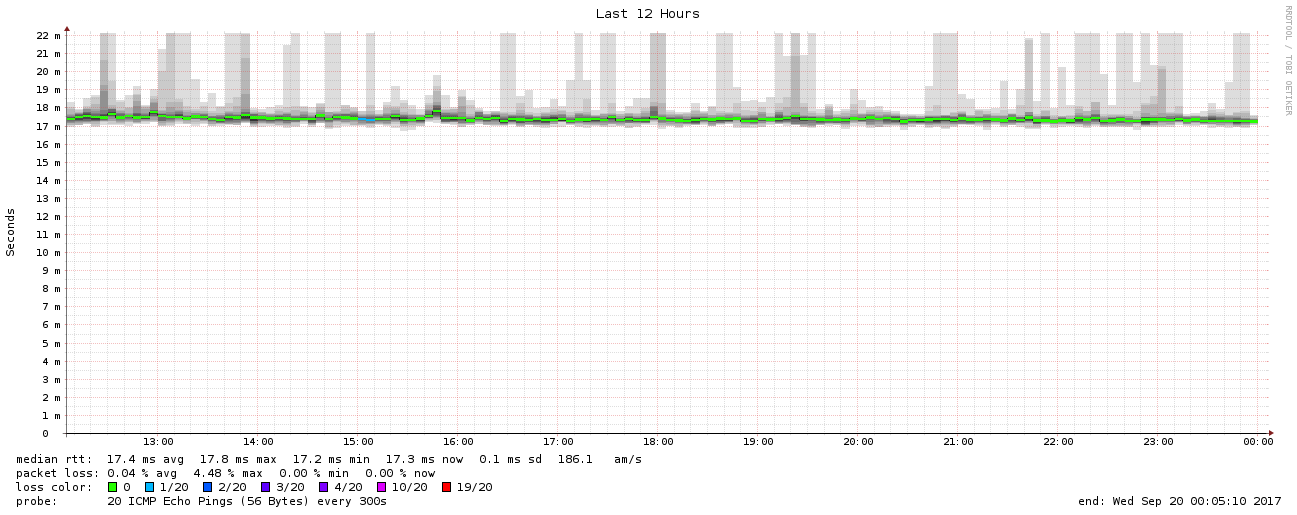 Last 12 Hours
RRDTOOL / TOBI OETIKER
Seconds
22 m
21 m
20 m
19 m
18 m
17 m
16 m
15 m
14 m
13 m
12 m
11 m
10 m
9 m
8 m
7 m
6 m
5 m
4 m
3 m
2 m
1 m
0
13:00 14:00 15:00 16:00 17:00 18:00 19:00 20:00 21:00 22:00 23:00 00:00
median rtt: 17.4 ms avg 17.8 ms max 17.2 ms min 17.3 ms now 0.1 ms sd 186.1 am/s
packet loss: 0.04 % avg 4.48 % max 0.00 % min 0.00 % now
loss color: 0 1/20 2/20 3/20 4/20 10/20 19/20
probe: 20 ICMP Echo Pings (56 Bytes) every 300s end: Wed Sep 20 00:05:10 2017